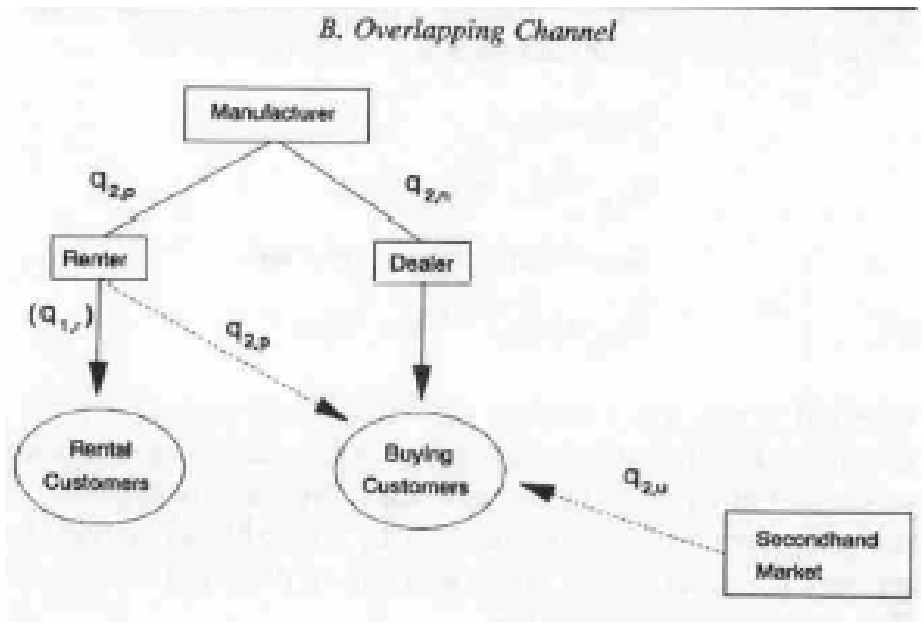 B. Overlapping Channel
Manufacturer
q2,p
q2,n
Renter
Dealer
(q1,r)
q2,p
Rental
Customers
Buying
Customers
q2,u
Secondhand
Market